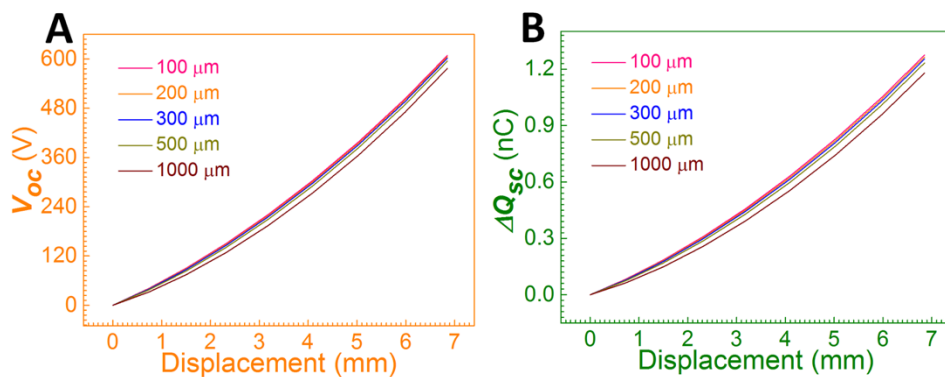 A
V_oc (V)
600
480
360
240
120
0
100 μm
200 μm
300 μm
500 μm
1000 μm
0 1 2 3 4 5 6 7
Displacement (mm)
B
ΔQ_sc (nC)
1.2
0.9
0.6
0.3
0.0
100 μm
200 μm
300 μm
500 μm
1000 μm
0 1 2 3 4 5 6 7
Displacement (mm)